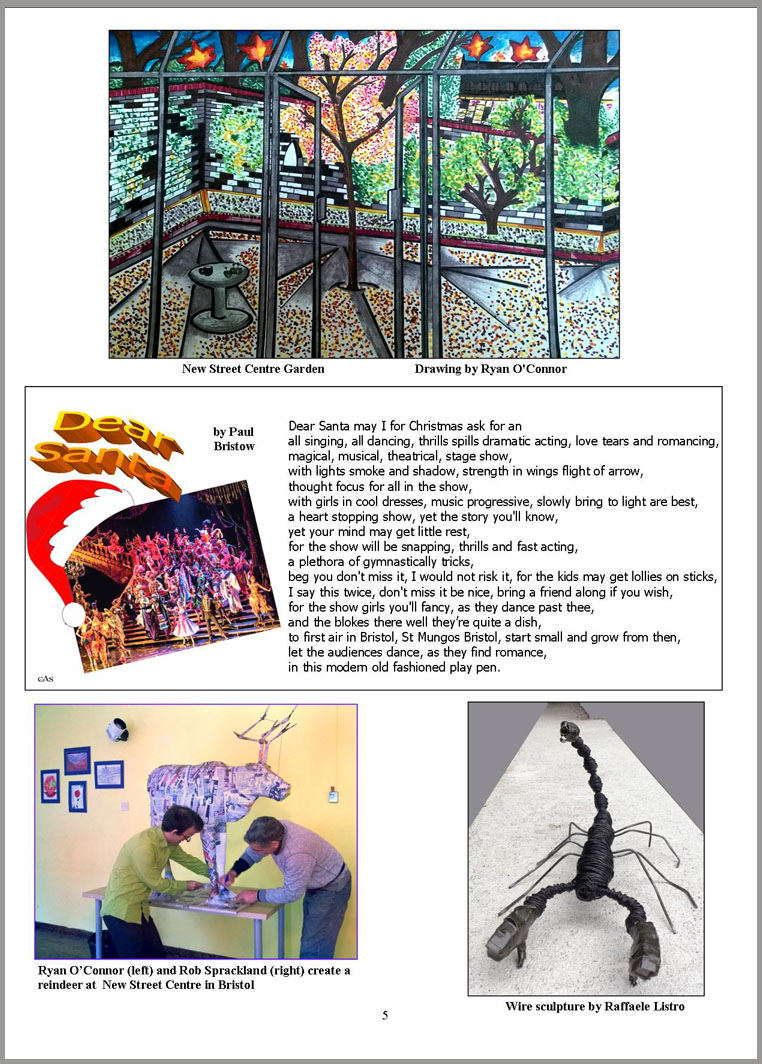 New Street Centre Garden
Drawing by Ryan O'Connor
Dear
Santa
by Paul
Bristow
Dear Santa may I for Christmas ask for an
all singing, all dancing, thrills spills dramatic acting, love tears and romancing,
magical, musical, theatrical, stage show,
with lights smoke and shadow, strength in wings flight of arrow,
thought focus for all in the show,
with girls in cool dresses, music progressive, slowly bring to light are best,
a heart stopping show, yet the story you'll know,
yet your mind may get little rest,
for the show will be snapping, thrills and fast acting,
a plethora of gymnastically tricks,
beg you don't miss it, I would not risk it, for the kids may get lollies on sticks,
I say this twice, don't miss it be nice, bring a friend along if you wish,
for the show girls you'll fancy, as they dance past thee,
and the blokes there well they’re quite a dish,
to first air in Bristol, St Mungos Bristol, start small and grow from then,
let the audiences dance, as they find romance,
in this modern old fashioned play pen.
©As
Ryan O’Connor (left) and Rob Sprackland (right) create a
reindeer at New Street Centre in Bristol
Wire sculpture by Raffaele Listro
5